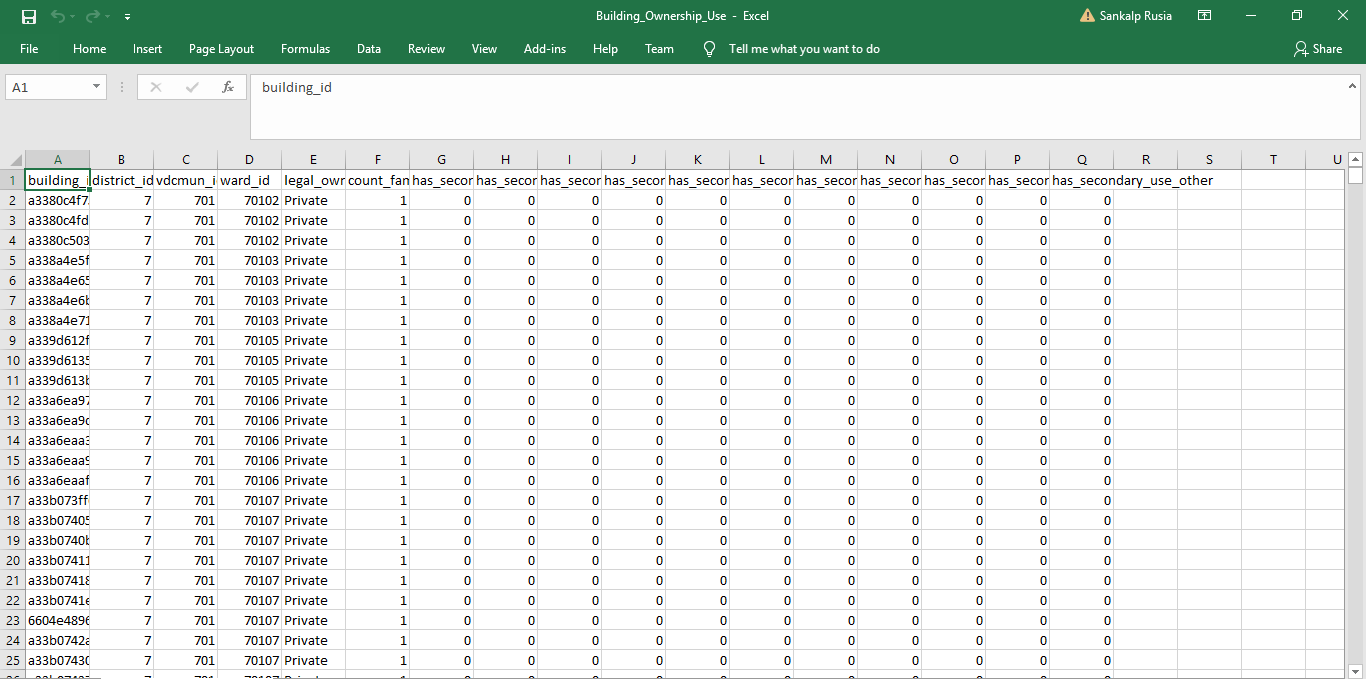 Building_Ownership_Use - Excel
Sankalp Rusia
File Home Insert Page Layout Formulas Data Review View Add-ins Help Team Tell me what you want to do Share
A1 fx building_id
A B C D E F G H I J K L M N O P Q R S T U
1 building_i district_id vdcmun_i ward_id legal_owr count_fan has_secor has_secor has_secor has_secor has_secor has_secor has_secor has_secor has_secor has_secor has_secondary_use_other
2 a3380c4f7 7 701 70102 Private 1 0 0 0 0 0 0 0 0 0 0 0
3 a3380c4fd 7 701 70102 Private 1 0 0 0 0 0 0 0 0 0 0 0
4 a3380c503 7 701 70102 Private 1 0 0 0 0 0 0 0 0 0 0 0
5 a338a4e5f 7 701 70103 Private 1 0 0 0 0 0 0 0 0 0 0 0
6 a338a4e65 7 701 70103 Private 1 0 0 0 0 0 0 0 0 0 0 0
7 a338a4e6b 7 701 70103 Private 1 0 0 0 0 0 0 0 0 0 0 0
8 a338a4e71 7 701 70103 Private 1 0 0 0 0 0 0 0 0 0 0 0
9 a339d612f 7 701 70105 Private 1 0 0 0 0 0 0 0 0 0 0 0
10 a339d6135 7 701 70105 Private 1 0 0 0 0 0 0 0 0 0 0 0
11 a339d613b 7 701 70105 Private 1 0 0 0 0 0 0 0 0 0 0 0
12 a33a6ea97 7 701 70106 Private 1 0 0 0 0 0 0 0 0 0 0 0
13 a33a6ea9d 7 701 70106 Private 1 0 0 0 0 0 0 0 0 0 0 0
14 a33a6eaa3 7 701 70106 Private 1 0 0 0 0 0 0 0 0 0 0 0
15 a33a6eaa9 7 701 70106 Private 1 0 0 0 0 0 0 0 0 0 0 0
16 a33a6eaaf 7 701 70106 Private 1 0 0 0 0 0 0 0 0 0 0 0
17 a33b073ff 7 701 70107 Private 1 0 0 0 0 0 0 0 0 0 0 0
18 a33b07405 7 701 70107 Private 1 0 0 0 0 0 0 0 0 0 0 0
19 a33b0740b 7 701 70107 Private 1 0 0 0 0 0 0 0 0 0 0 0
20 a33b07411 7 701 70107 Private 1 0 0 0 0 0 0 0 0 0 0 0
21 a33b07418 7 701 70107 Private 1 0 0 0 0 0 0 0 0 0 0 0
22 a33b0741e 7 701 70107 Private 1 0 0 0 0 0 0 0 0 0 0 0
23 6604e4896 7 701 70107 Private 1 0 0 0 0 0 0 0 0 0 0 0
24 a33b0742a 7 701 70107 Private 1 0 0 0 0 0 0 0 0 0 0 0
25 a33b07430 7 701 70107 Private 1 0 0 0 0 0 0 0 0 0 0 0